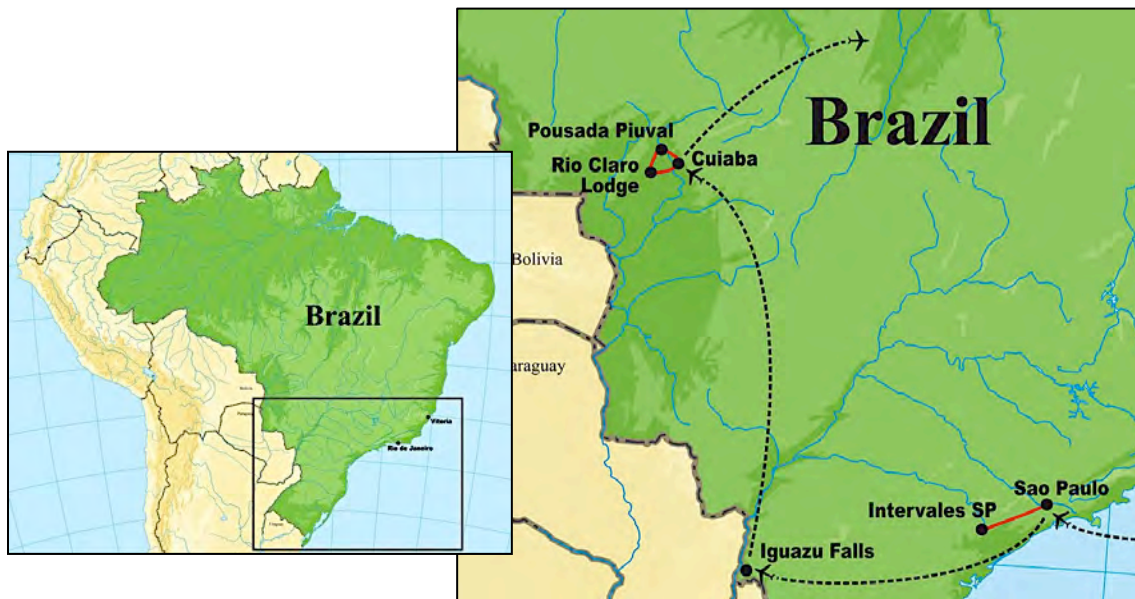 Brazil
Bolivia
Vitoria
Rio de Janeiro
Brazil
Pousada Piuval
Rio Claro
Lodge
Cuiaba
Bolivia
araguay
Sao Paulo
Intervales SP
Iguazu Falls